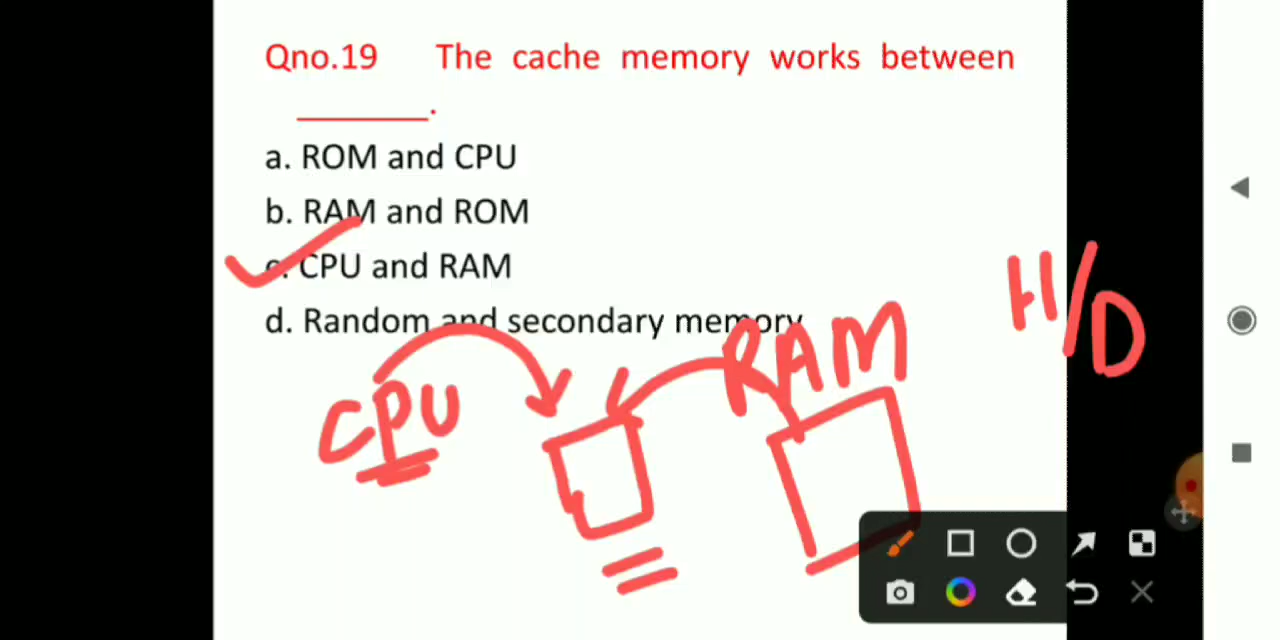 Qno.19 The cache memory works between
________.
a. ROM and CPU
b. RAM and ROM
c. CPU and RAM
d. Random and secondary memory
H/D
RAM
CPU